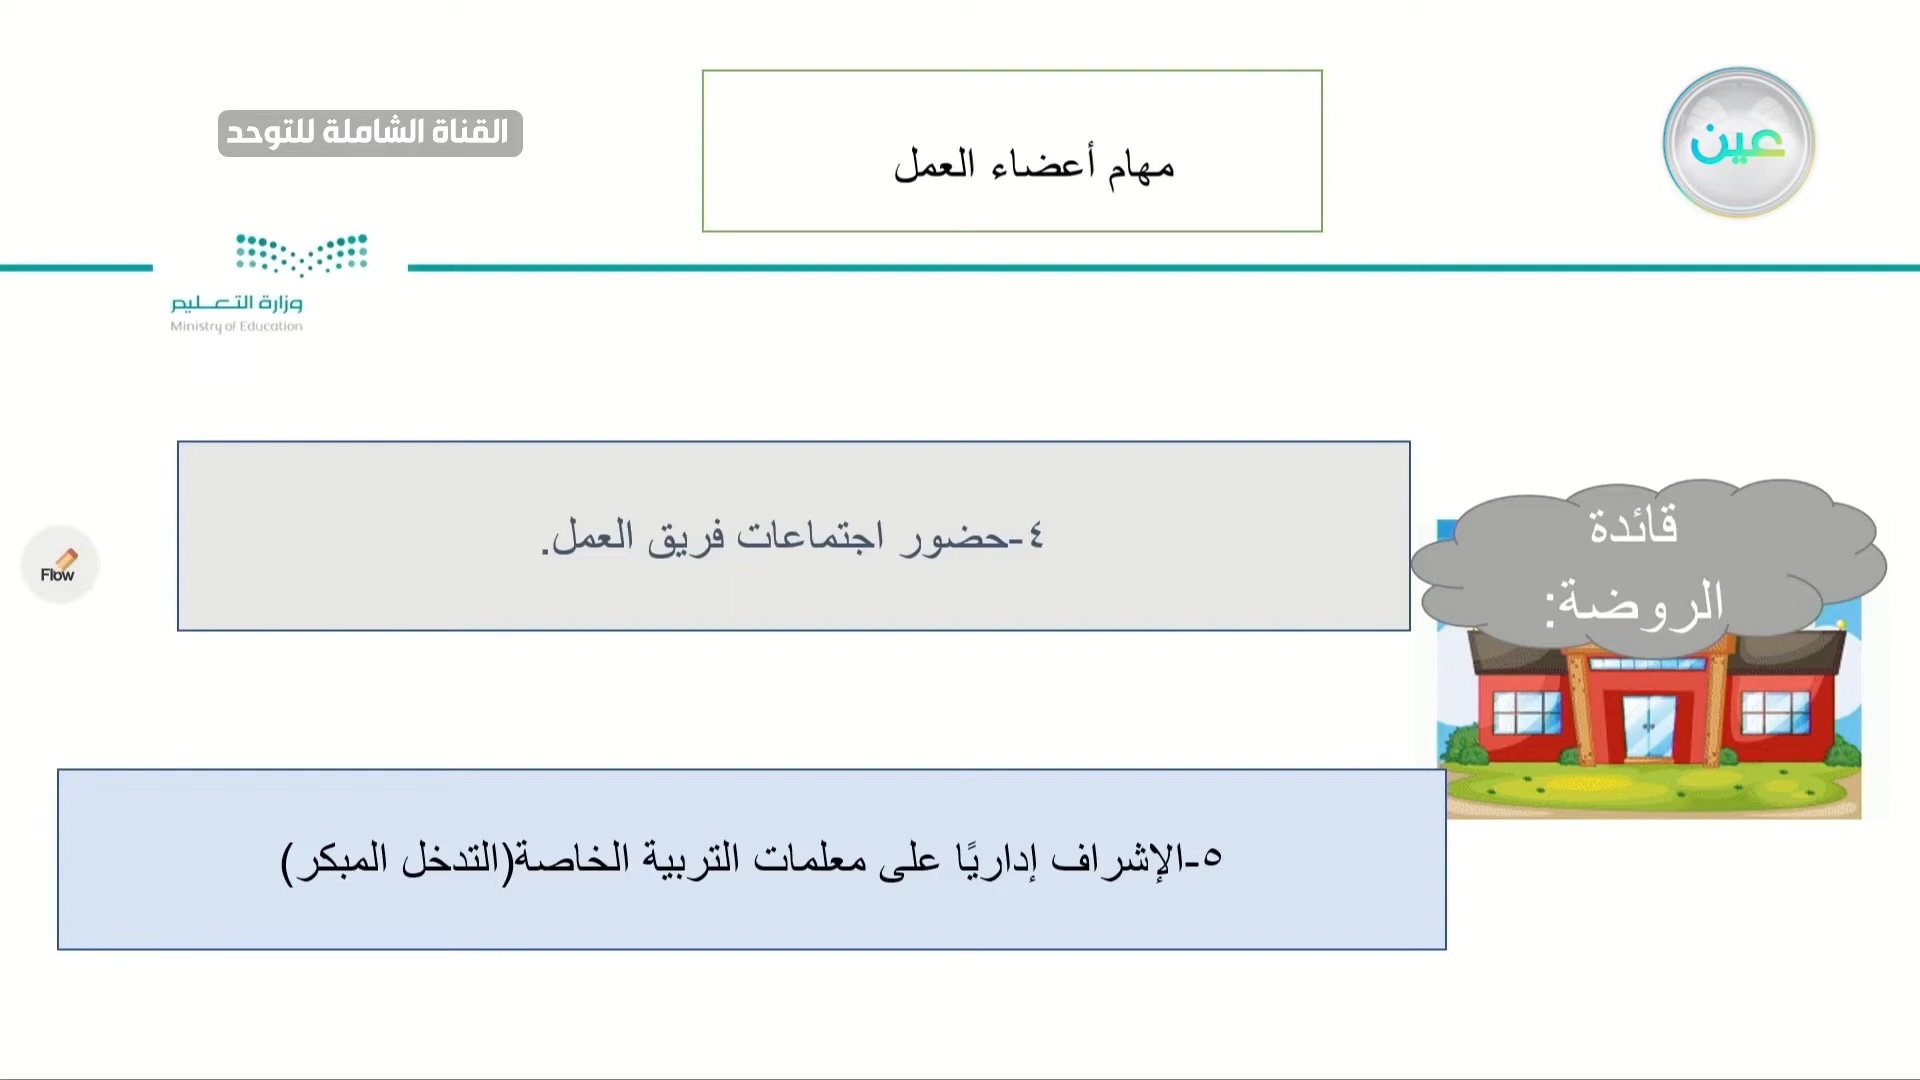 عين
مهام أعضاء العمل
القناة الشاملة للتوحد
وزارة التعـــليم
Ministry of Education
قائدة
الروضة:
٤-حضور اجتماعات فريق العمل.
٥-الإشراف إداريًا على معلمات التربية الخاصة(التدخل المبكر)
Flow